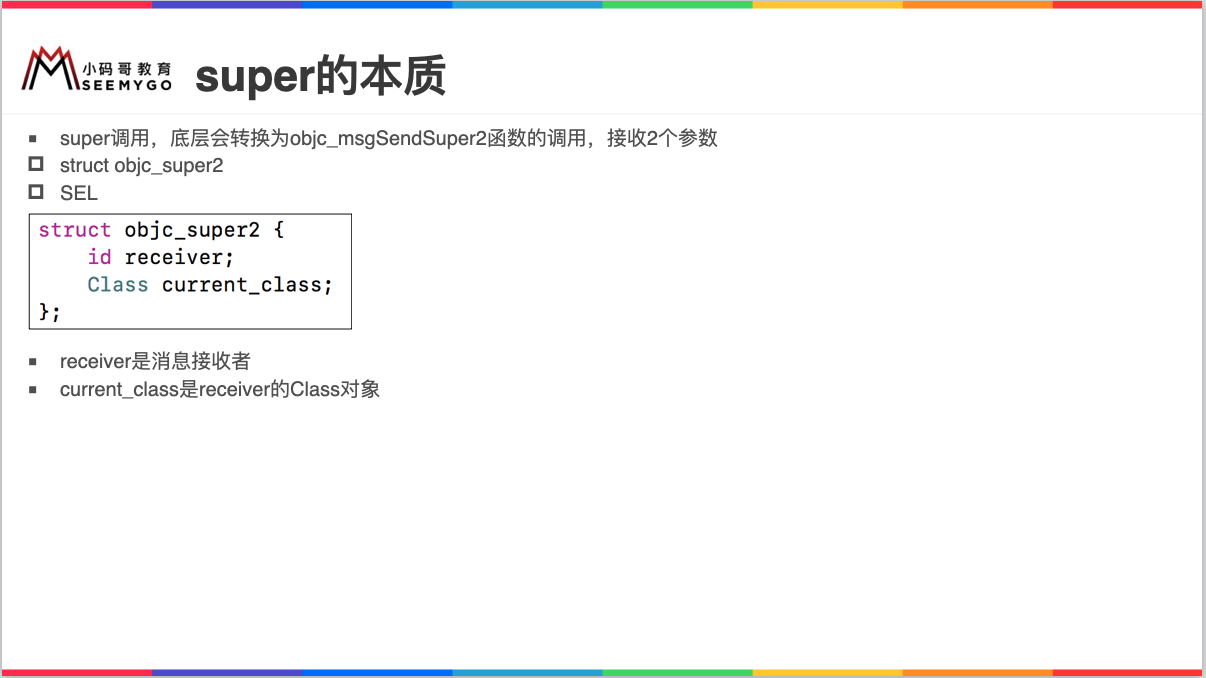 小码哥教育
SEEMYGO
super的本质
super调用，底层会转换为objc_msgSendSuper2函数的调用，接收2个参数
struct objc_super2
SEL
struct objc_super2 {
    id receiver;
    Class current_class;
};
receiver是消息接收者
current_class是receiver的Class对象